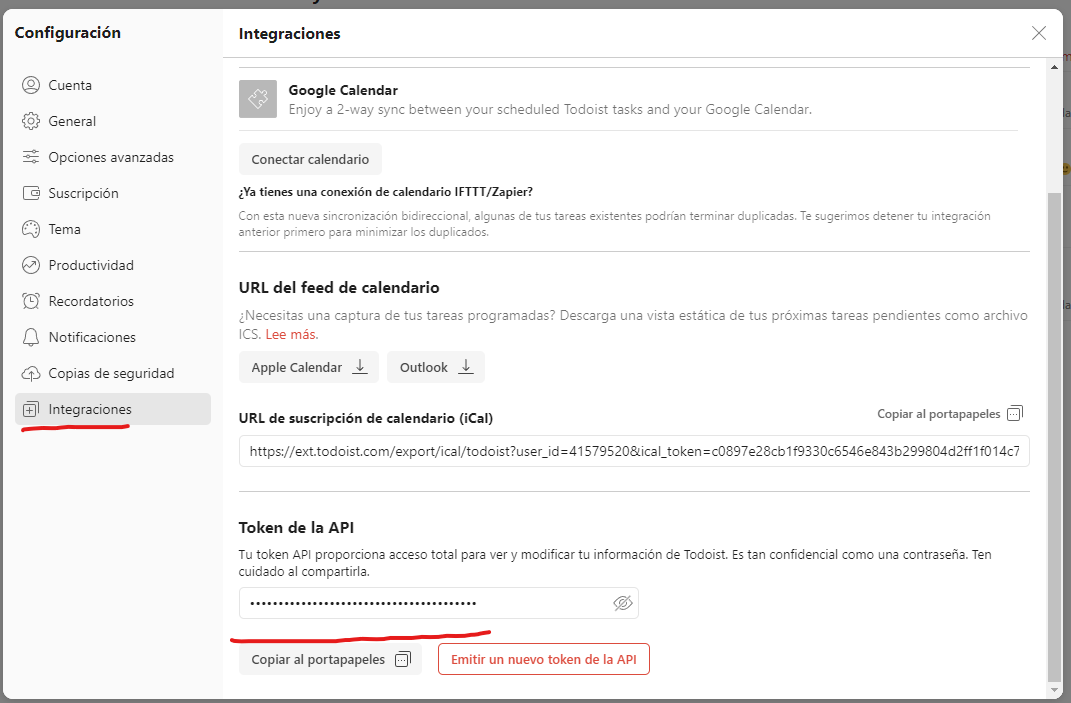 Configuración
Cuenta
General
Opciones avanzadas
Suscripción
Tema
Productividad
Recordatorios
Notificaciones
Copias de seguridad
Integraciones
Integraciones
Google Calendar
Enjoy a 2-way sync between your scheduled Todoist tasks and your Google Calendar.
Conectar calendario
¿Ya tienes una conexión de calendario IFTTT/Zapier?
Con esta nueva sincronización bidireccional, algunas de tus tareas existentes podrían terminar duplicadas. Te sugerimos detener tu integración
anterior primero para minimizar los duplicados.
URL del feed de calendario
¿Necesitas una captura de tus tareas programadas? Descarga una vista estática de tus próximas tareas pendientes como archivo
ICS. Lee más.
Apple Calendar
Outlook
URL de suscripción de calendario (iCal)
Copiar al portapapeles
https://ext.todoist.com/export/ical/todoist?user_id=41579520&ical_token=c0897e28cb1f9330c6546e843b299804d2ff1f014c7
Token de la API
Tu token API proporciona acceso total para ver y modificar tu información de Todoist. Es tan confidencial como una contraseña. Ten
cuidado al compartirla.
••••••••••••••••••••••••••••••••••••••••
Copiar al portapapeles
Emitir un nuevo token de la API